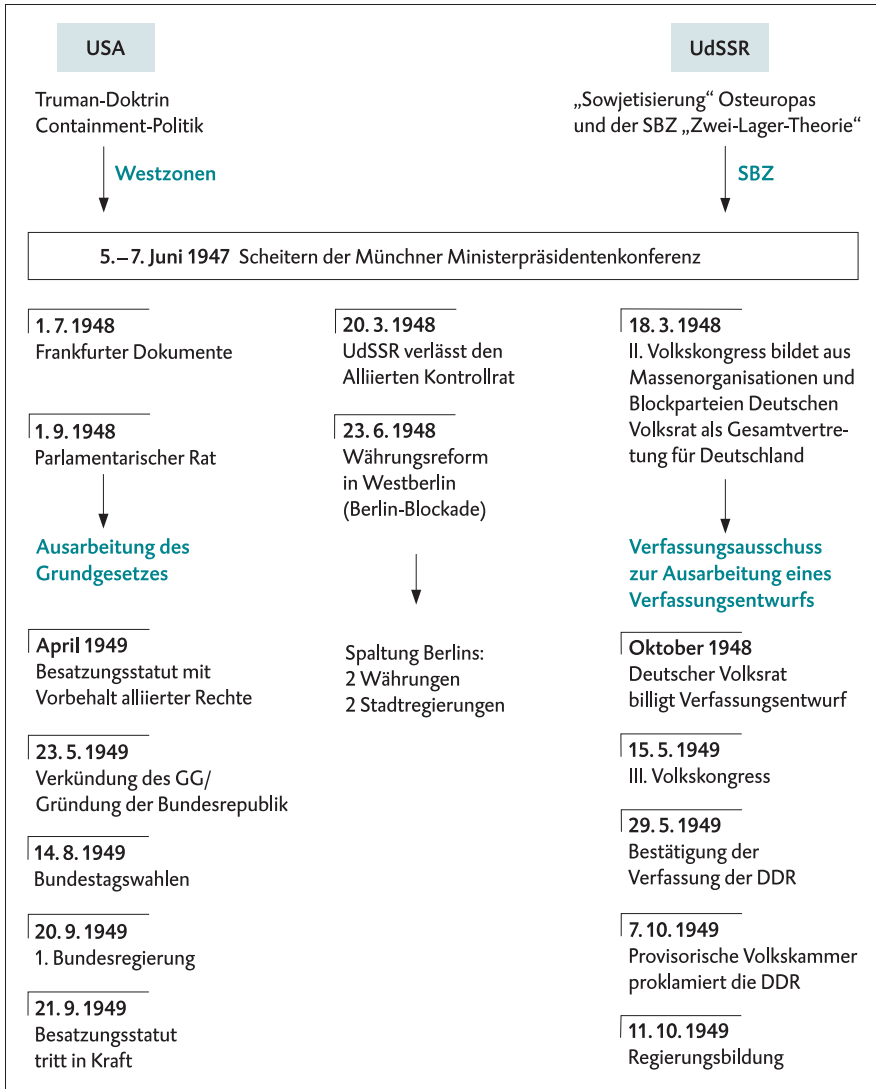 USA
Truman-Doktrin
Containment-Politik
Westzonen
UdSSR
„Sowjetisierung“ Osteuropas
und der SBZ „Zwei-Lager-Theorie“
SBZ
5.–7. Juni 1947 Scheitern der Münchner Ministerpräsidentenkonferenz
1. 7. 1948
Frankfurter Dokumente
1. 9. 1948
Parlamentarischer Rat
Ausarbeitung des
Grundgesetzes
April 1949
Besatzungsstatut mit
Vorbehalt alliierter Rechte
23. 5. 1949
Verkündung des GG/
Gründung der Bundesrepublik
14. 8. 1949
Bundestagswahlen
20. 9. 1949
1. Bundesregierung
21. 9. 1949
Besatzungsstatut
tritt in Kraft
20. 3. 1948
UdSSR verlässt den
Alliierten Kontrollrat
23. 6. 1948
Währungsreform
in Westberlin
(Berlin-Blockade)
Spaltung Berlins:
2 Währungen
2 Stadtregierungen
18. 3. 1948
II. Volkskongress bildet aus
Massenorganisationen und
Blockparteien Deutschen
Volksrat als Gesamtvertre-
tung für Deutschland
Verfassungsausschuss
zur Ausarbeitung eines
Verfassungsentwurfs
Oktober 1948
Deutscher Volksrat
billigt Verfassungsentwurf
15. 5. 1949
III. Volkskongress
29. 5. 1949
Bestätigung der
Verfassung der DDR
7. 10. 1949
Provisorische Volkskammer
proklamiert die DDR
11. 10. 1949
Regierungsbildung